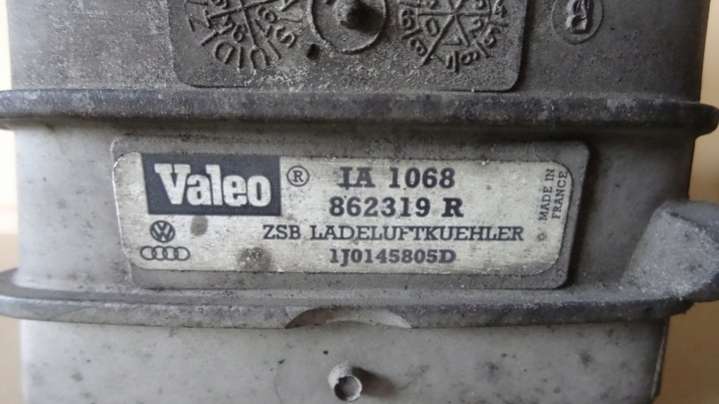 Valeo ® IA 1068
862319 R
ZSB LADELUFTKUEHLER
1J0145805D
MADE IN
FRANCE